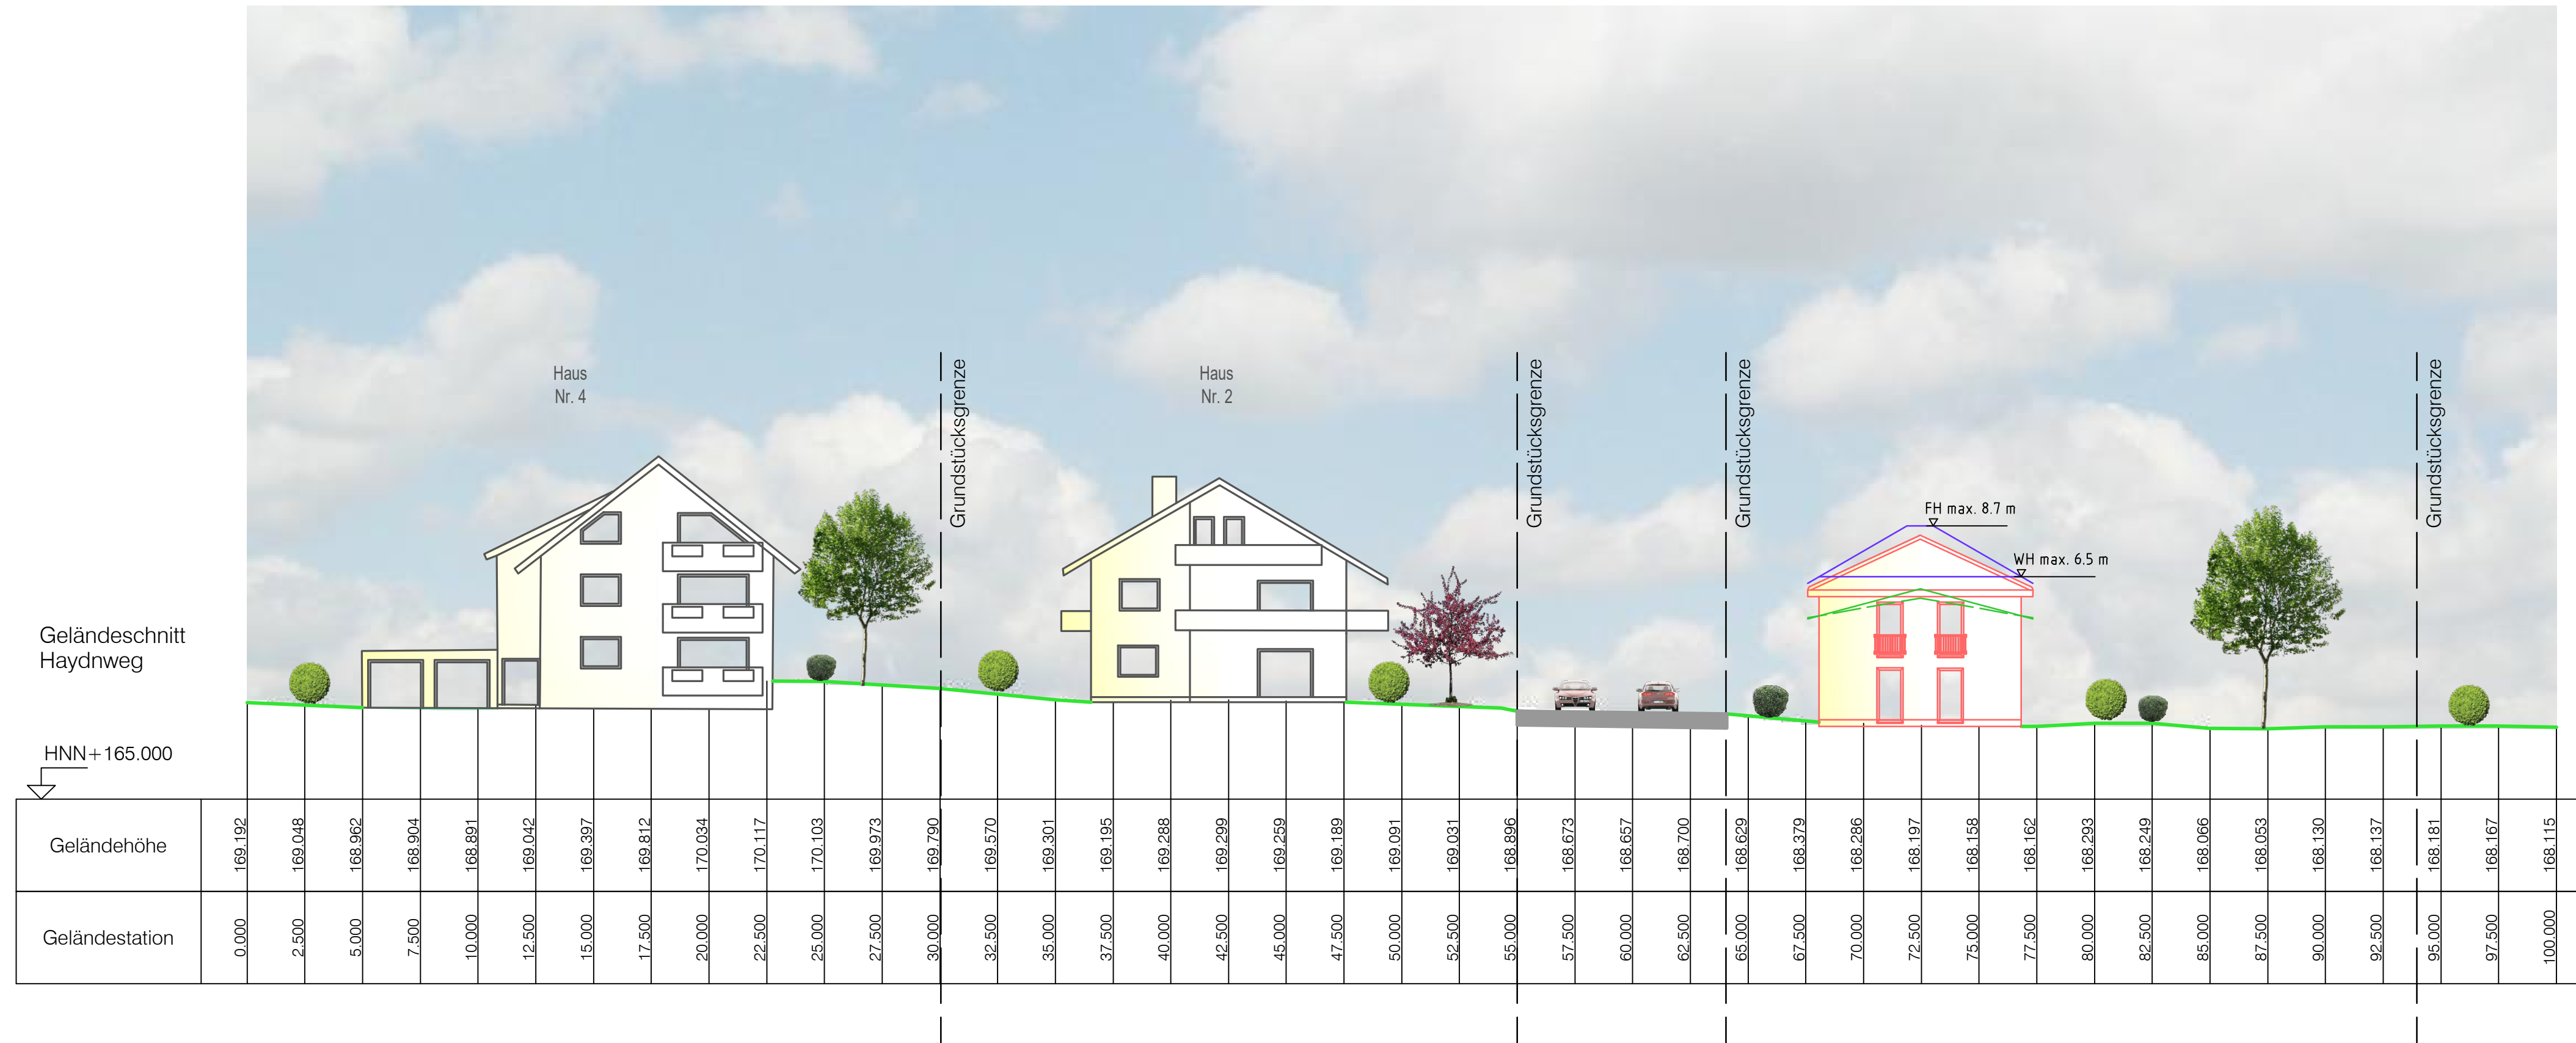 Haus
Nr. 4
Haus
Nr. 2
Grundstücksgrenze
Grundstücksgrenze
Grundstücksgrenze
Grundstücksgrenze
FH max. 8.7 m
WH max. 6.5 m
Geländeschnitt
Haydnweg
HNN+165.000
Geländehöhe 169.192 169.048 168.962 168.904 168.891 169.042 169.397 169.812 170.034 170.117 170.103 169.973 169.790 169.570 169.301 169.195 169.288 169.299 169.259 169.189 169.091 169.031 168.896 168.673 168.657 168.700 168.629 168.379 168.286 168.197 168.158 168.162 168.293 168.249 168.066 168.053 168.130 168.137 168.181 168.167 168.115
Geländestation 0.000 2.500 5.000 7.500 10.000 12.500 15.000 17.500 20.000 22.500 25.000 27.500 30.000 32.500 35.000 37.500 40.000 42.500 45.000 47.500 50.000 52.500 55.000 57.500 60.000 62.500 65.000 67.500 70.000 72.500 75.000 77.500 80.000 82.500 85.000 87.500 90.000 92.500 95.000 97.500 100.000